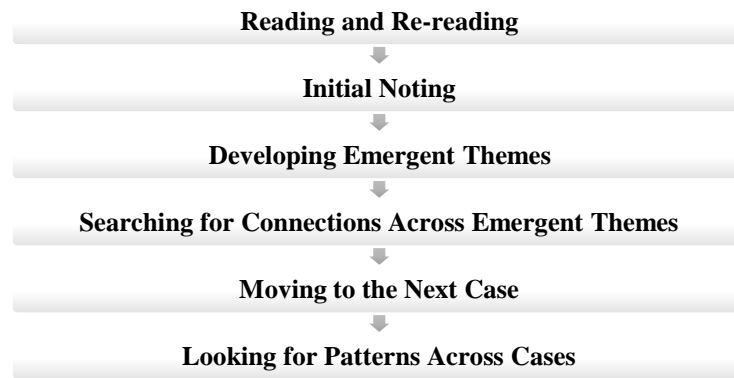 Reading and Re-reading
Initial Noting
Developing Emergent Themes
Searching for Connections Across Emergent Themes
Moving to the Next Case
Looking for Patterns Across Cases